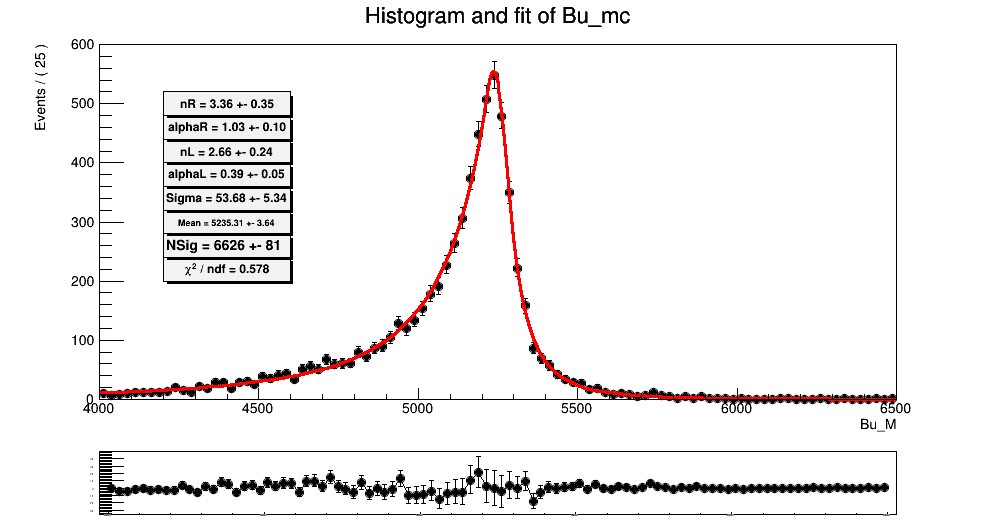 Histogram and fit of Bu_mc
Events / ( 25 )
600
500
400
300
200
100
0
nR = 3.36 +- 0.35
alphaR = 1.03 +- 0.10
nL = 2.66 +- 0.24
alphaL = 0.39 +- 0.05
Sigma = 53.68 +- 5.34
Mean = 5235.31 +- 3.64
NSig = 6626 +- 81
χ² / ndf = 0.578
4000 4500 5000 5500 6000 6500
Bu_M